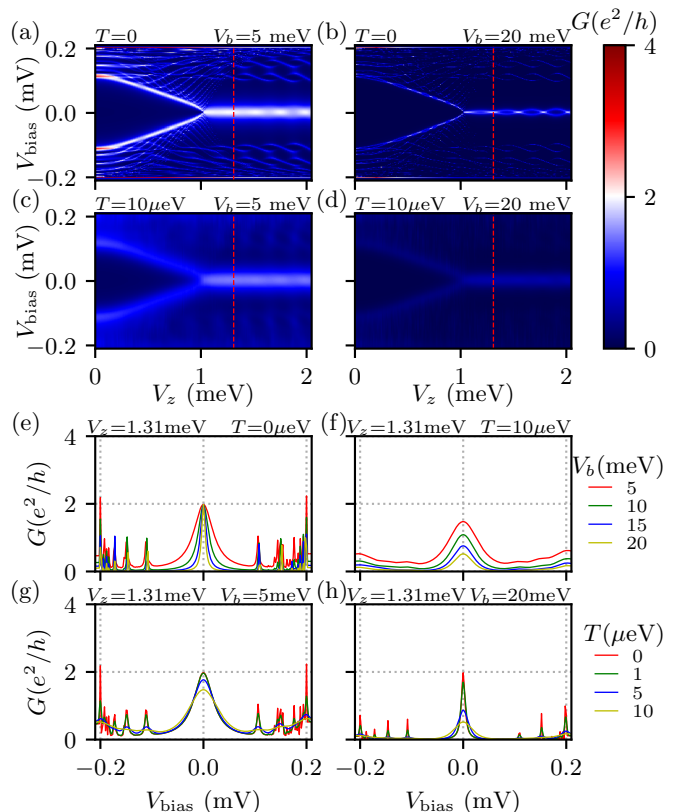 (a) T=0 V_b=5 meV
(b) T=0 V_b=20 meV
G(e²/h)
4
2
0
V_bias (mV)
0.2
0.0
−0.2
(c) T=10μeV V_b=5 meV
(d) T=10μeV V_b=20 meV
V_bias (mV)
0.2
0.0
−0.2
0 1 2
0 1 2
V_z (meV)
V_z (meV)
(e) V_z=1.31meV T=0μeV
(f) V_z=1.31meV T=10μeV
G(e²/h)
4
2
0
V_b(meV)
5
10
15
20
(g) V_z=1.31meV V_b=5meV
(h) V_z=1.31meV V_b=20meV
G(e²/h)
4
2
0
T(μeV)
0
1
5
10
−0.2 0.0 0.2
−0.2 0.0 0.2
V_bias (mV)
V_bias (mV)